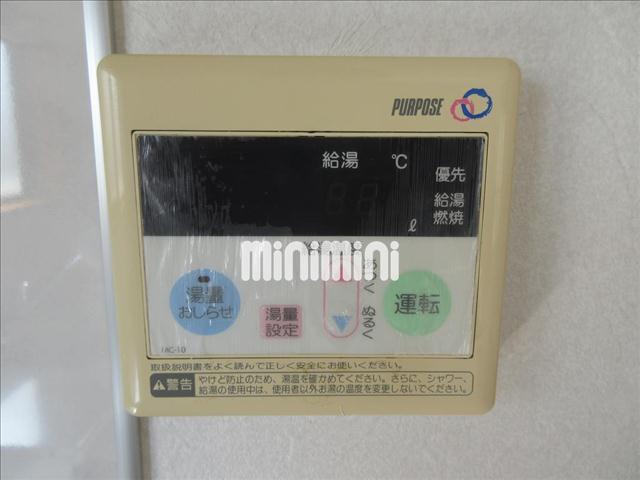 PURPOSE
給湯 ℃
優先
給湯
燃焼
ℓ
minimini
あつく
ぬるく
湯量
おしらせ
湯量
設定
運転
取扱説明書をよく読んで正しく安全にお使いください。
警告
やけど防止のため、湯温を確かめてください。さらに、シャワー、
給湯の使用中は、使用者以外お湯の温度を変更しないでください。